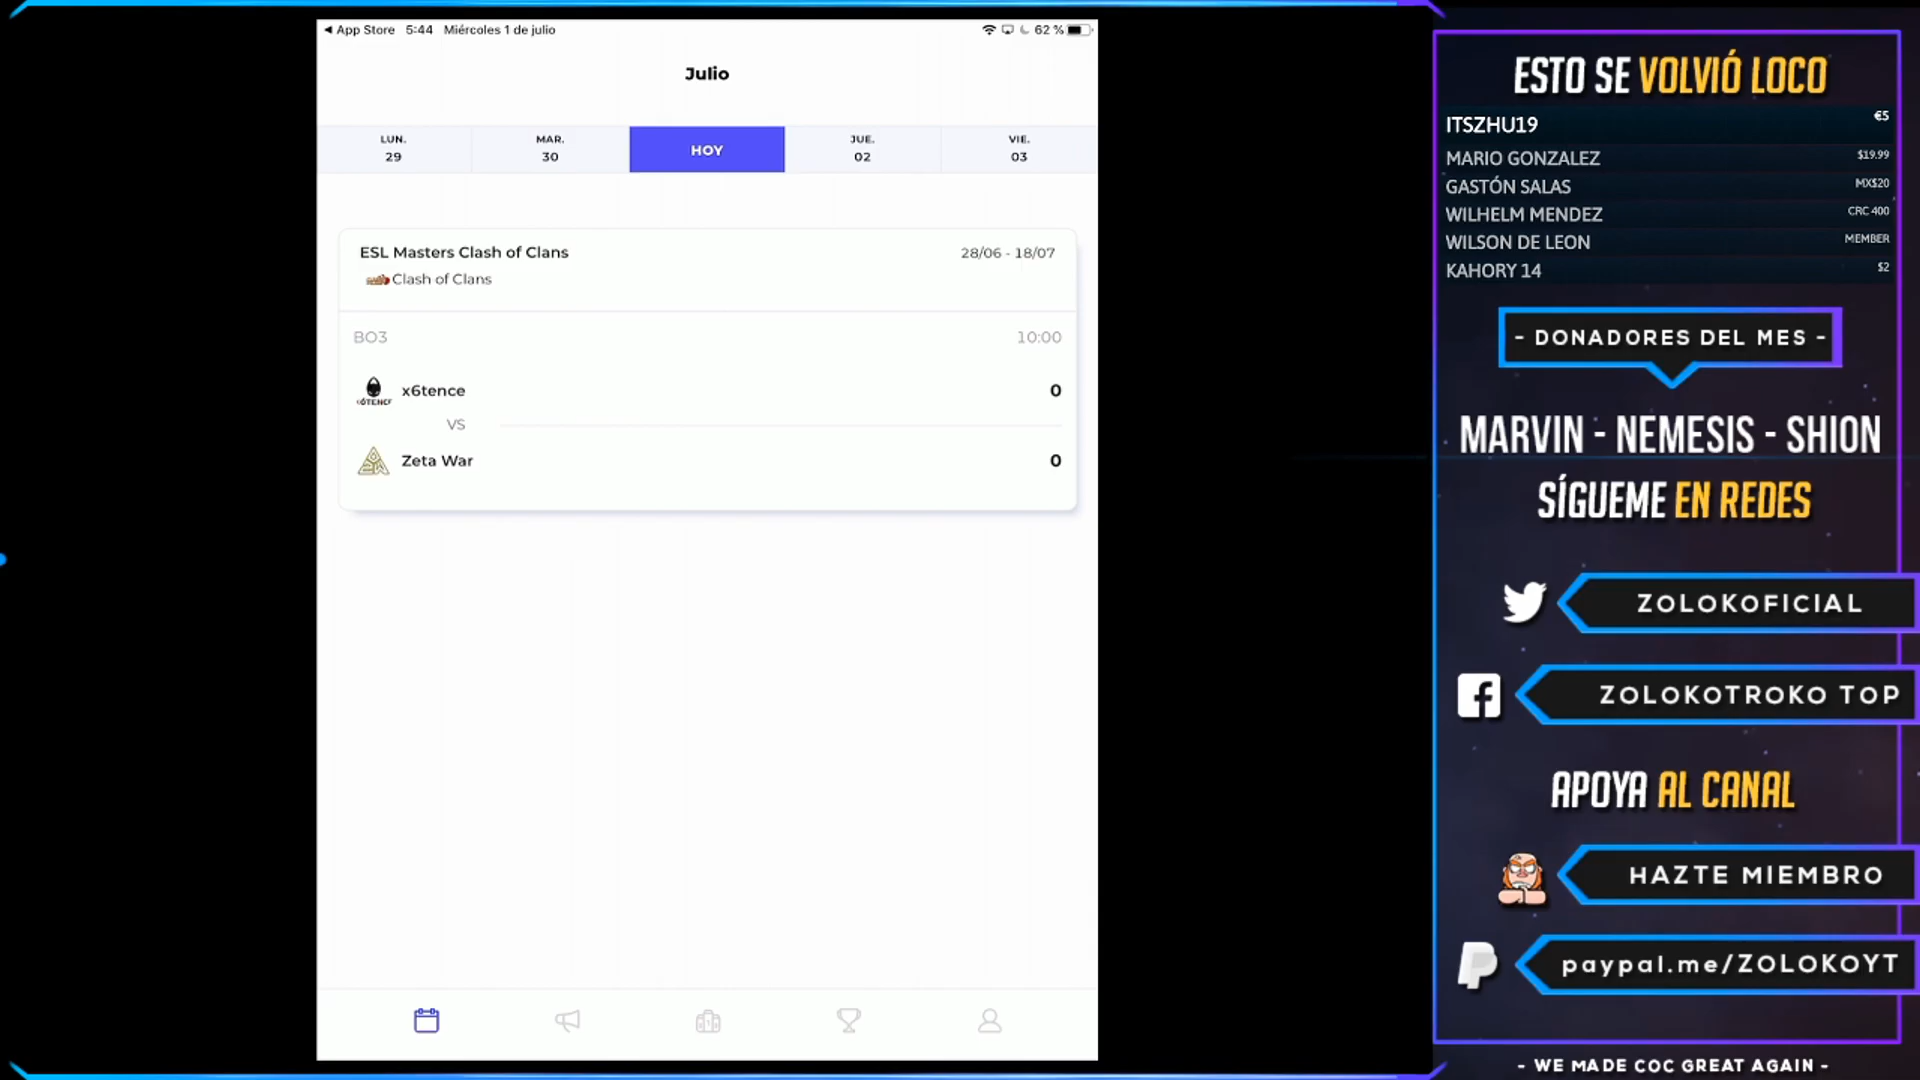 App Store 5:44 Miércoles 1 de julio 62 %
Julio
LUN. MAR. HOY JUE. VIE.
29 30 02 03
ESL Masters Clash of Clans 28/06 - 18/07
Clash of Clans
BO3 10:00
x6tence 0
VS
Zeta War 0
ESTO SE VOLVIÓ LOCO
ITSZHU19 €5
MARIO GONZALEZ $19.99
GASTÓN SALAS MX$20
WILHELM MENDEZ CRC 400
WILSON DE LEON MEMBER
KAHORY 14 $2
- DONADORES DEL MES -
MARVIN - NEMESIS - SHION
SÍGUEME EN REDES
ZOLOKOFICIAL
ZOLOKOTROKO TOP
APOYA AL CANAL
HAZTE MIEMBRO
paypal.me/ZOLOKOYT
- WE MADE COC GREAT AGAIN -